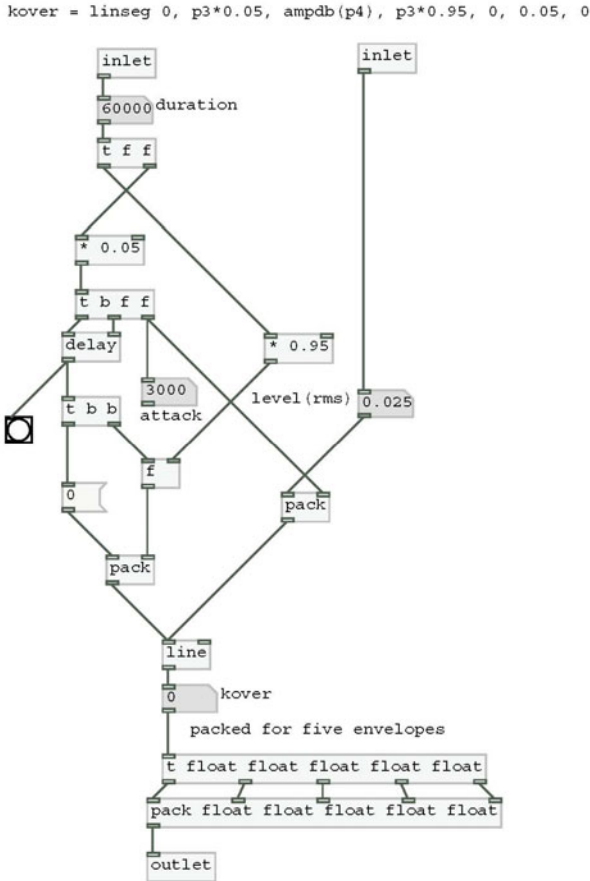 kover = linseg 0, p3*0.05, ampdb(p4), p3*0.95, 0, 0.05, 0
inlet
inlet
60000 duration
t f f
* 0.05
t b f f
delay
* 0.95
3000
attack
level(rms) 0.025
t b b
f
0
pack
pack
line
0 kover
packed for five envelopes
t float float float float float
pack float float float float float
outlet